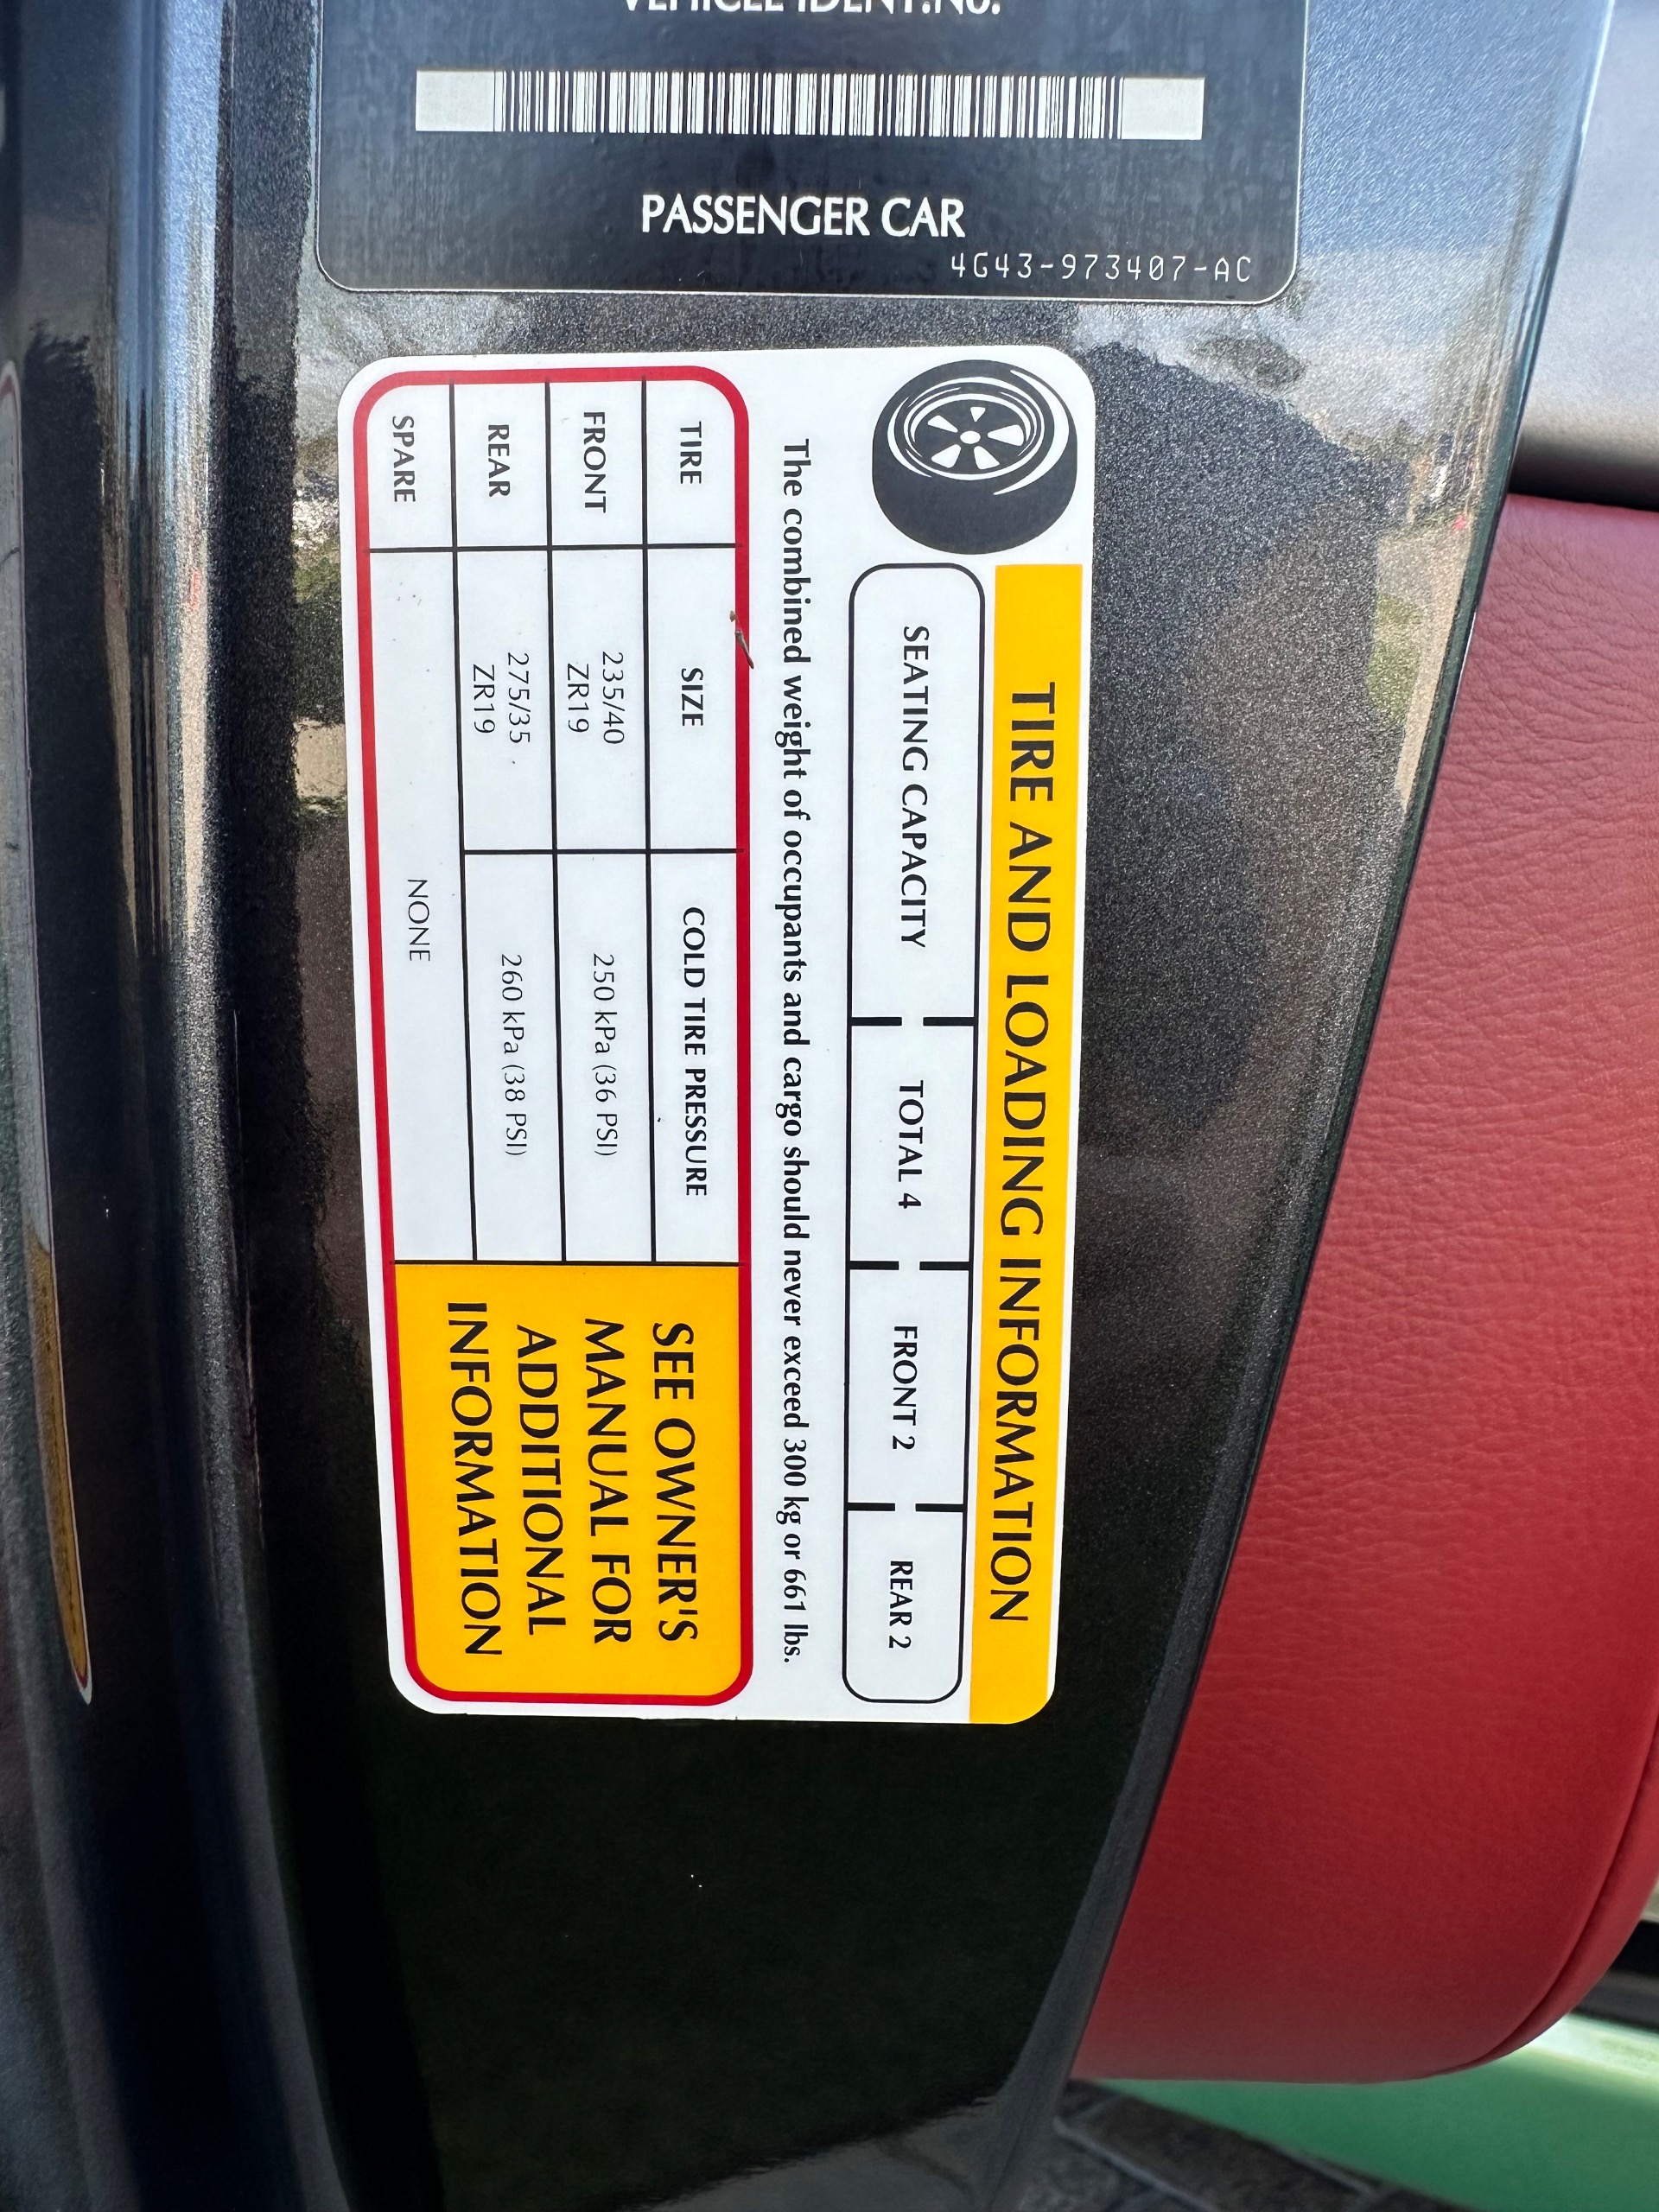 VEHICLE IDENT.No.
PASSENGER CAR
4G43-973407-AC
TIRE AND LOADING INFORMATION
SEATING CAPACITY TOTAL 4 FRONT 2 REAR 2
The combined weight of occupants and cargo should never exceed 300 kg or 661 lbs.
TIRE SIZE COLD TIRE PRESSURE
FRONT 235/40 ZR19 250 kPa (36 PSI)
REAR 275/35 ZR19 260 kPa (38 PSI)
SPARE NONE
SEE OWNER'S
MANUAL FOR
ADDITIONAL
INFORMATION